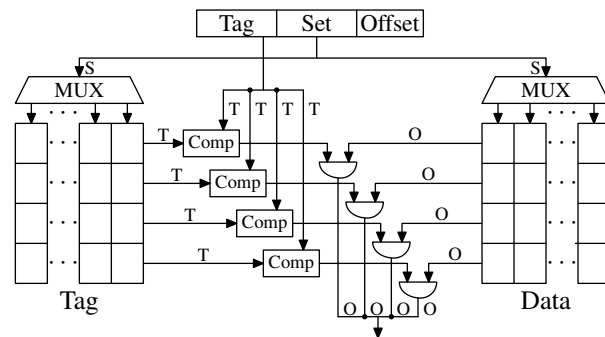 Tag Set Offset
S S
MUX MUX
T T T T
· · · · · ·
T Comp O
· · · · · ·
T Comp O
· · · · · ·
T Comp O
· · · · · ·
T Comp O
· · · · · ·
Tag O O O O Data